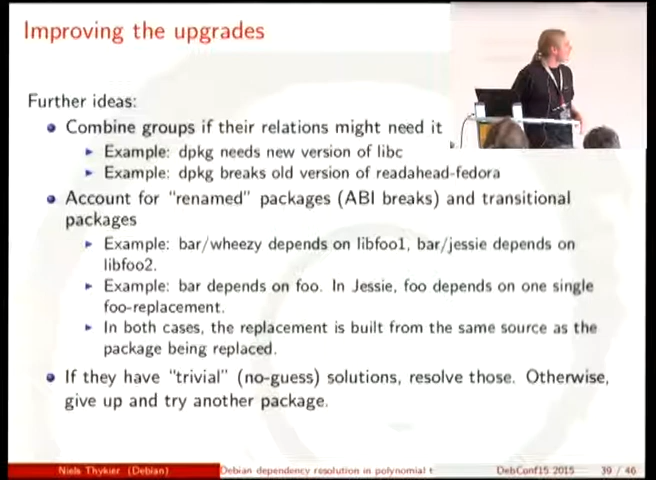 Improving the upgrades
Further ideas:
Combine groups if their relations might need it
Example: dpkg needs new version of libc
Example: dpkg breaks old version of readahead-fedora
Account for "renamed" packages (ABI breaks) and transitional
packages
Example: bar/wheezy depends on libfoo1, bar/jessie depends on
libfoo2.
Example: bar depends on foo. In Jessie, foo depends on one single
foo-replacement.
In both cases, the replacement is built from the same source as the
package being replaced.
If they have "trivial" (no-guess) solutions, resolve those. Otherwise,
give up and try another package.
Niels Thykier (Debian) Debian dependency resolution in polynomial t DebConf15 2015 39 / 46